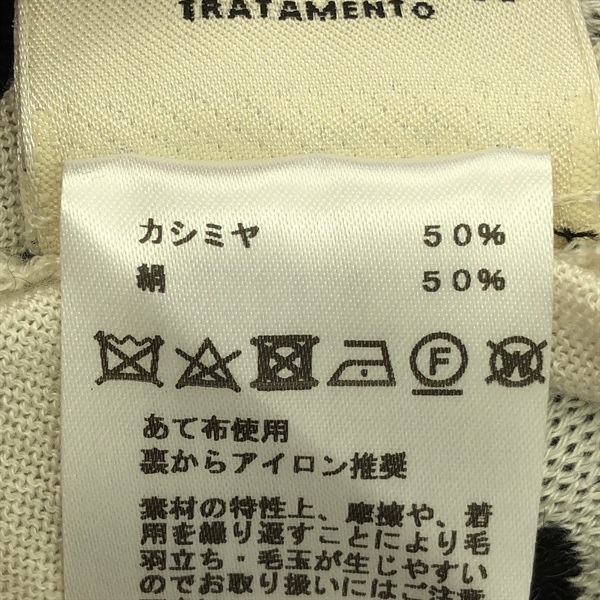 TRATAMENTO
カシミヤ 50%
絹 50%
F
W
あて布使用
裏からアイロン推奨
素材の特性上、摩擦や、着
用を繰り返すことにより毛
羽立ち・毛玉が生じやすい
のでお取り扱いにはご注意